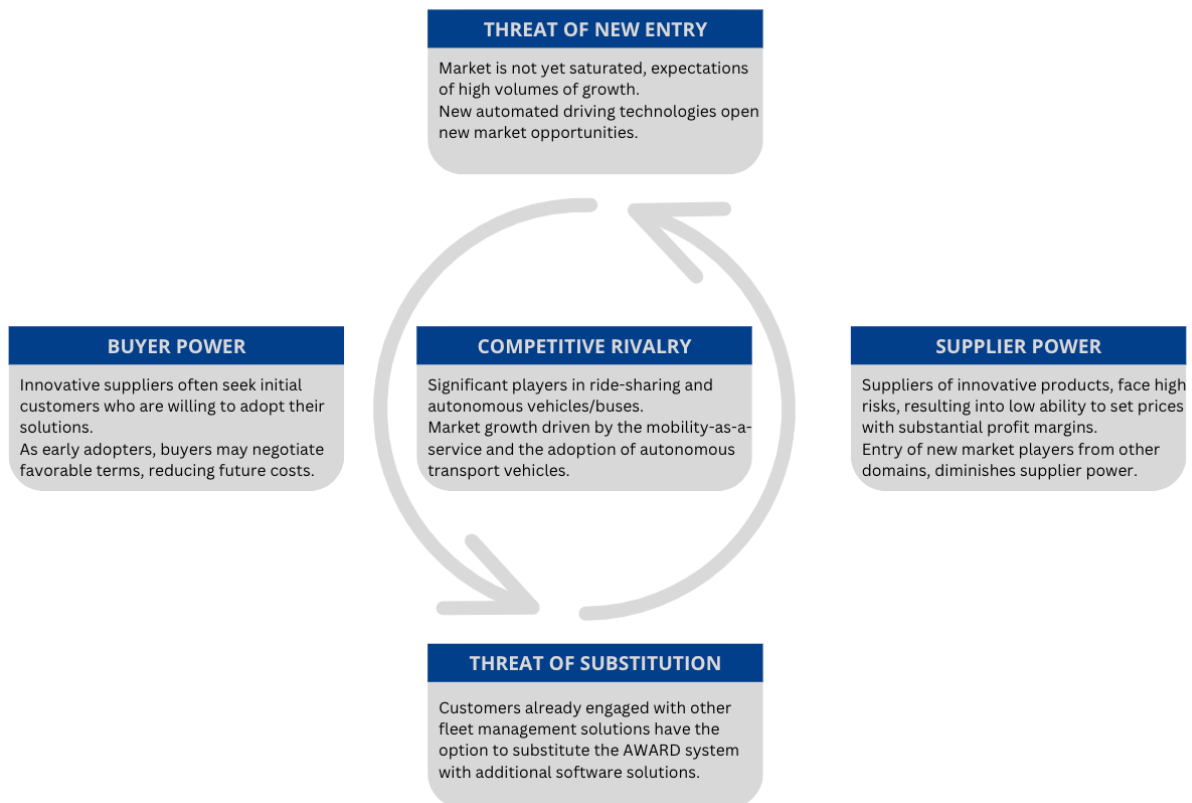 THREAT OF NEW ENTRY
Market is not yet saturated, expectations
of high volumes of growth.
New automated driving technologies open
new market opportunities.
BUYER POWER
Innovative suppliers often seek initial
customers who are willing to adopt their
solutions.
As early adopters, buyers may negotiate
favorable terms, reducing future costs.
COMPETITIVE RIVALRY
Significant players in ride-sharing and
autonomous vehicles/buses.
Market growth driven by the mobility-as-a-
service and the adoption of autonomous
transport vehicles.
SUPPLIER POWER
Suppliers of innovative products, face high
risks, resulting into low ability to set prices
with substantial profit margins.
Entry of new market players from other
domains, diminishes supplier power.
THREAT OF SUBSTITUTION
Customers already engaged with other
fleet management solutions have the
option to substitute the AWARD system
with additional software solutions.